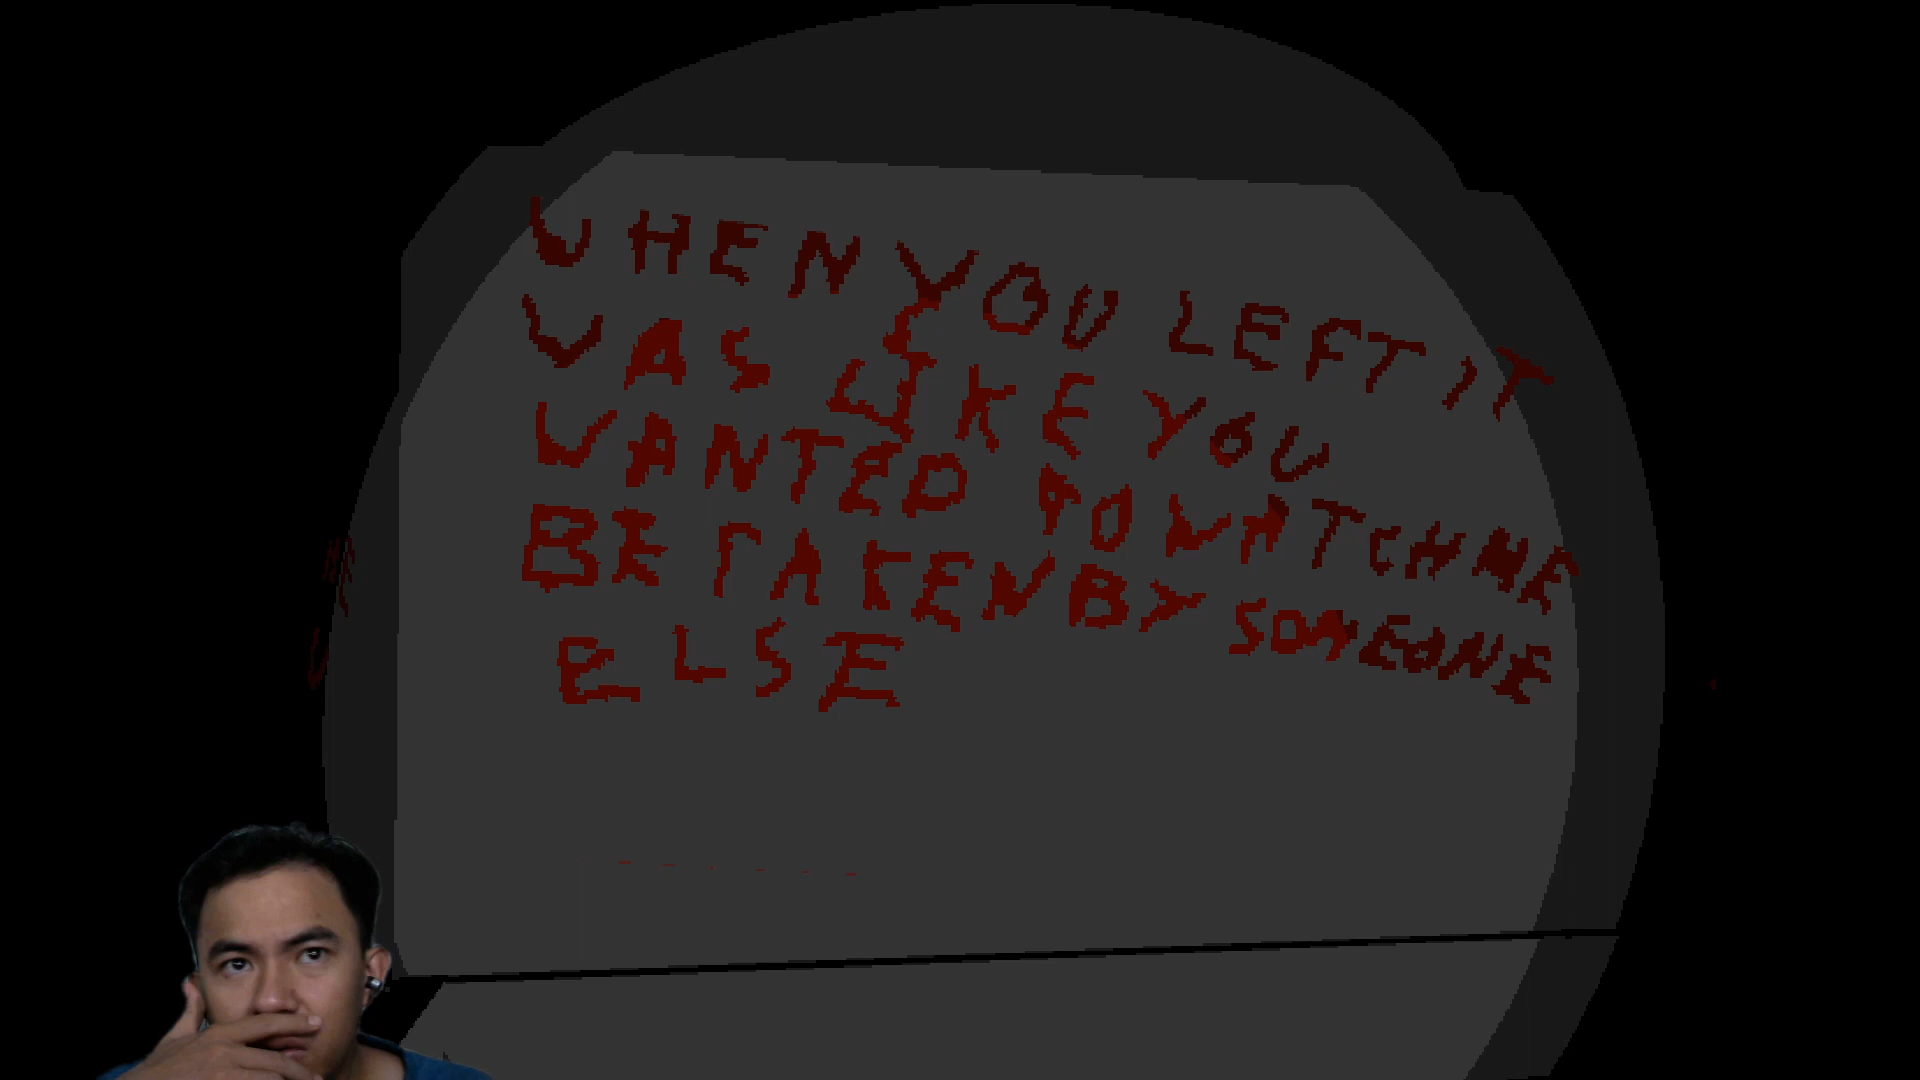 WHEN YOU LEFT IT
WAS LIKE YOU
WANTED TO WATCH ME
BE TAKEN BY SOMEONE
ELSE